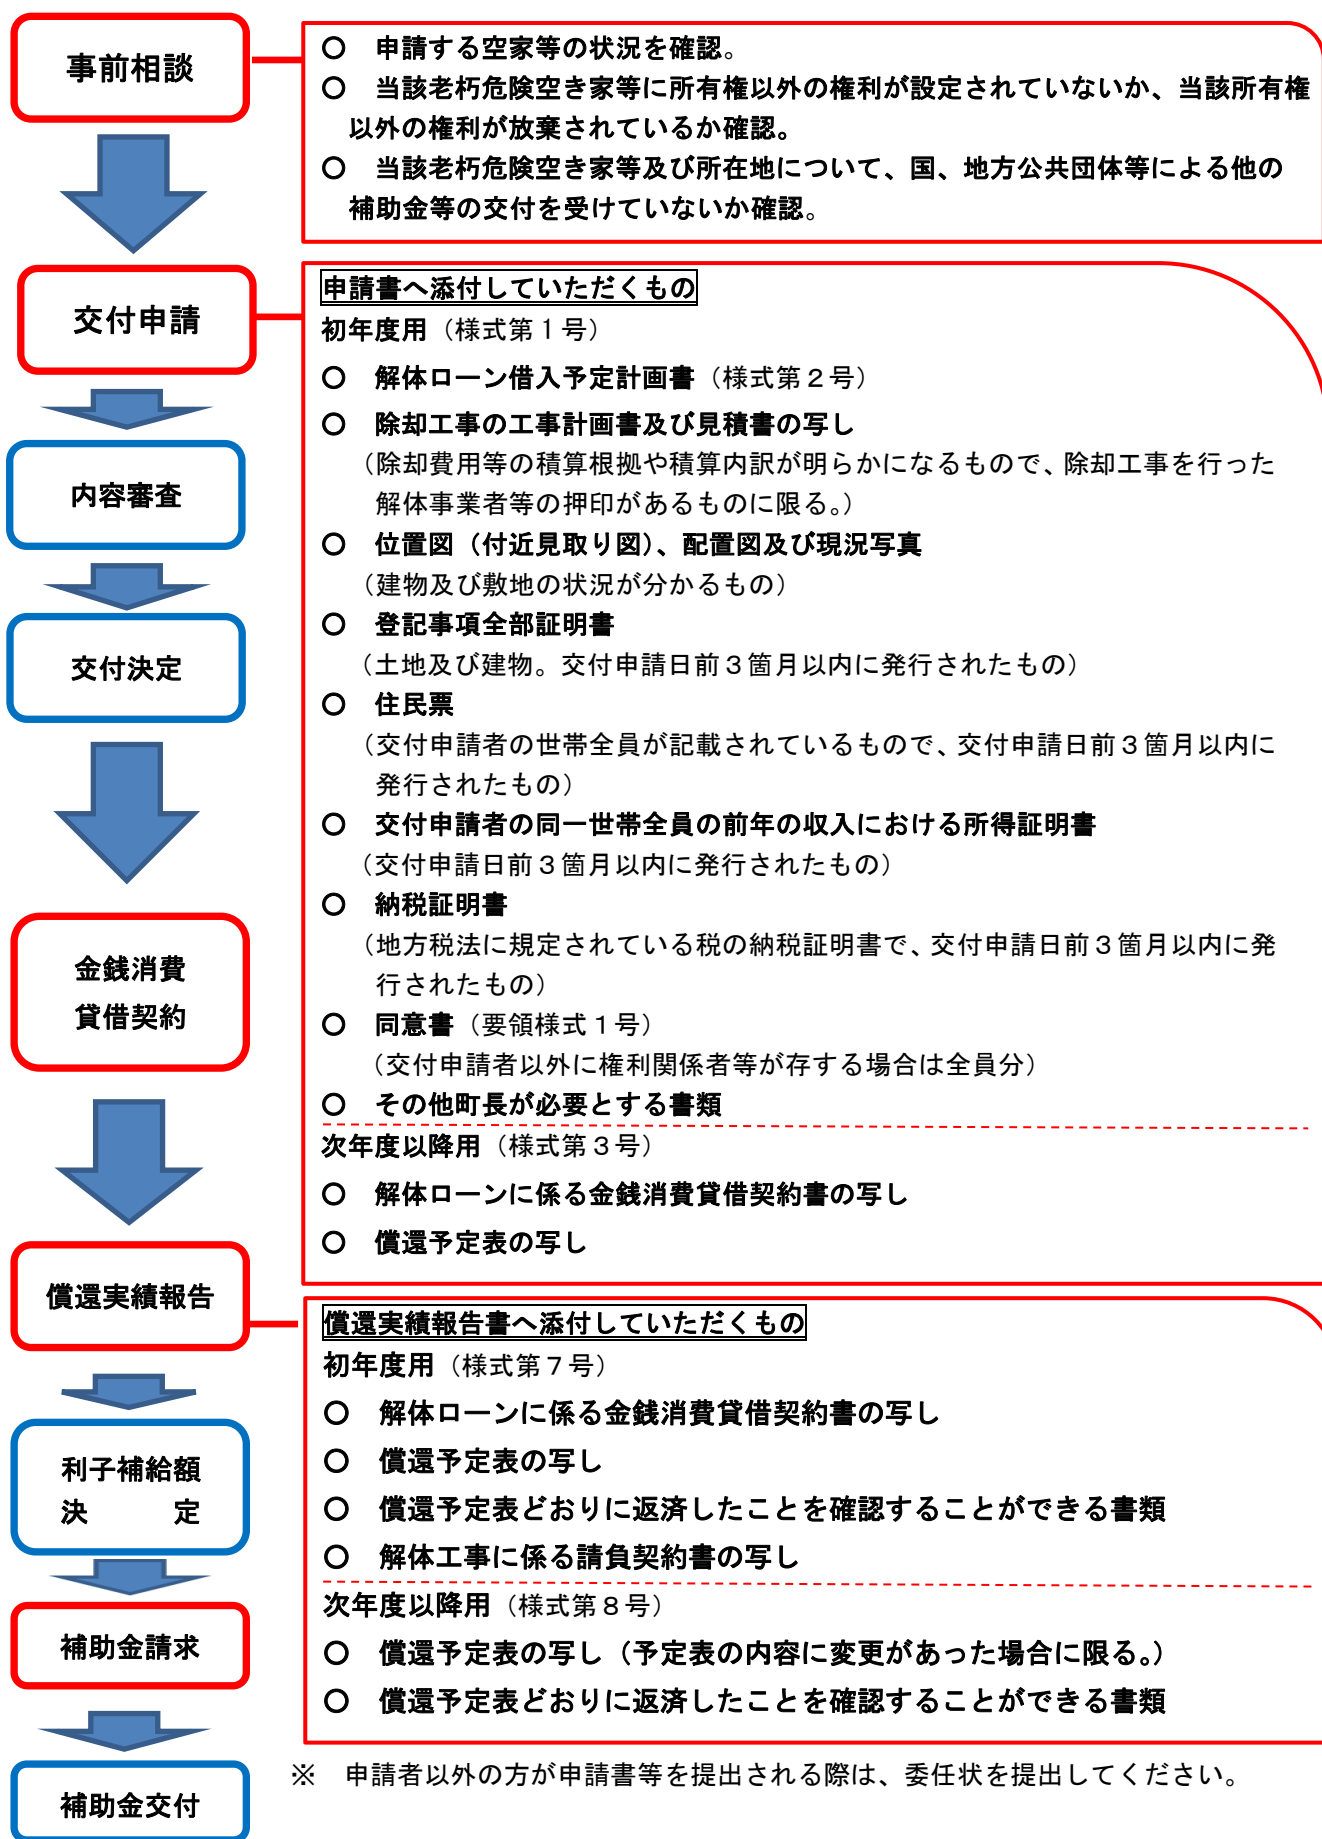 事前相談
○　申請する空家等の状況を確認。
○　当該老朽危険空き家等に所有権以外の権利が設定されていないか、当該所有権
以外の権利が放棄されているか確認。
○　当該老朽危険空き家等及び所在地について、国、地方公共団体等による他の
補助金等の交付を受けていないか確認。
交付申請
申請書へ添付していただくもの
初年度用（様式第１号）
○　解体ローン借入予定計画書（様式第２号）
○　除却工事の工事計画書及び見積書の写し
（除却費用等の積算根拠や積算内訳が明らかになるもので、除却工事を行った
解体事業者等の押印があるものに限る。）
○　位置図（付近見取り図）、配置図及び現況写真
（建物及び敷地の状況が分かるもの）
○　登記事項全部証明書
（土地及び建物。交付申請日前３箇月以内に発行されたもの）
○　住民票
（交付申請者の世帯全員が記載されているもので、交付申請日前３箇月以内に
発行されたもの）
○　交付申請者の同一世帯全員の前年の収入における所得証明書
（交付申請日前３箇月以内に発行されたもの）
○　納税証明書
（地方税法に規定されている税の納税証明書で、交付申請日前３箇月以内に発
行されたもの）
○　同意書（要領様式１号）
（交付申請者以外に権利関係者等が存する場合は全員分）
○　その他町長が必要とする書類
次年度以降用（様式第３号）
○　解体ローンに係る金銭消費貸借契約書の写し
○　償還予定表の写し
内容審査
交付決定
金銭消費
貸借契約
償還実績報告
償還実績報告書へ添付していただくもの
初年度用（様式第７号）
○　解体ローンに係る金銭消費貸借契約書の写し
○　償還予定表の写し
○　償還予定表どおりに返済したことを確認することができる書類
○　解体工事に係る請負契約書の写し
次年度以降用（様式第８号）
○　償還予定表の写し（予定表の内容に変更があった場合に限る。）
○　償還予定表どおりに返済したことを確認することができる書類
利子補給額
決　　　定
補助金請求
補助金交付
※　申請者以外の方が申請書等を提出される際は、委任状を提出してください。